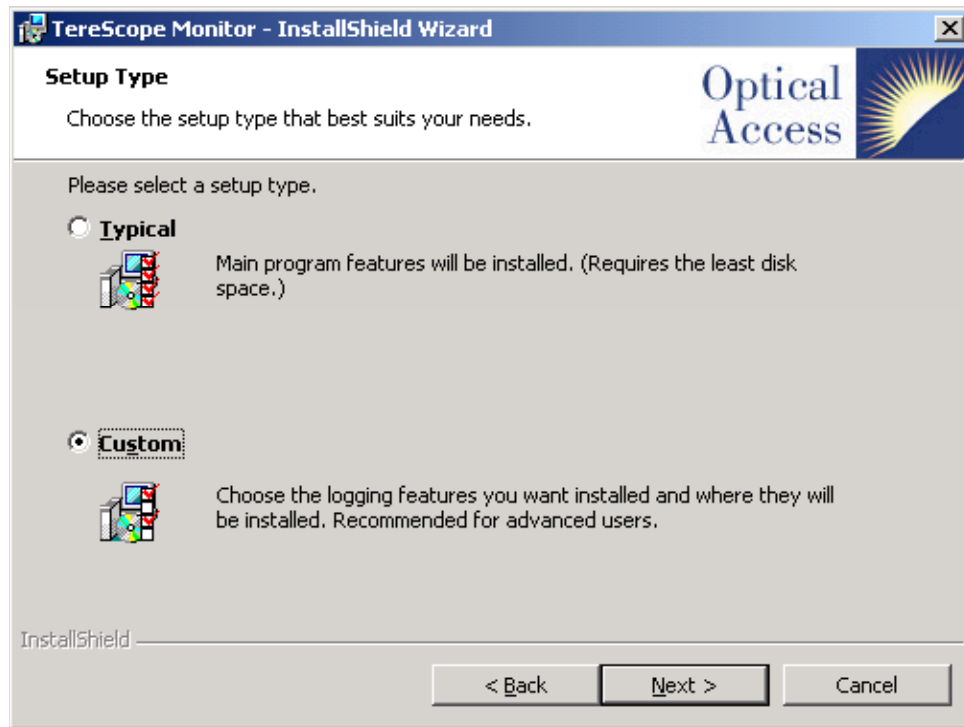 TereScope Monitor - InstallShield Wizard
Setup Type
Choose the setup type that best suits your needs.
Optical
Access
Please select a setup type.
Typical
Main program features will be installed. (Requires the least disk
space.)
Custom
Choose the logging features you want installed and where they will
be installed. Recommended for advanced users.
InstallShield
< Back
Next >
Cancel